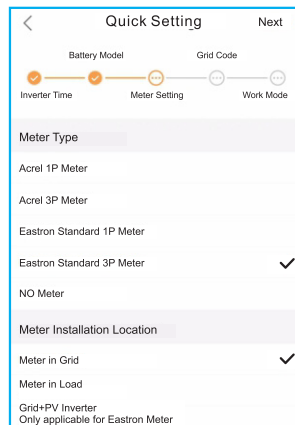 Quick Setting
Next
Battery Model
Grid Code
Inverter Time
Meter Setting
Work Mode
Meter Type
Acrel 1P Meter
Acrel 3P Meter
Eastron Standard 1P Meter
Eastron Standard 3P Meter
NO Meter
Meter Installation Location
Meter in Grid
Meter in Load
Grid+PV Inverter
Only applicable for Eastron Meter